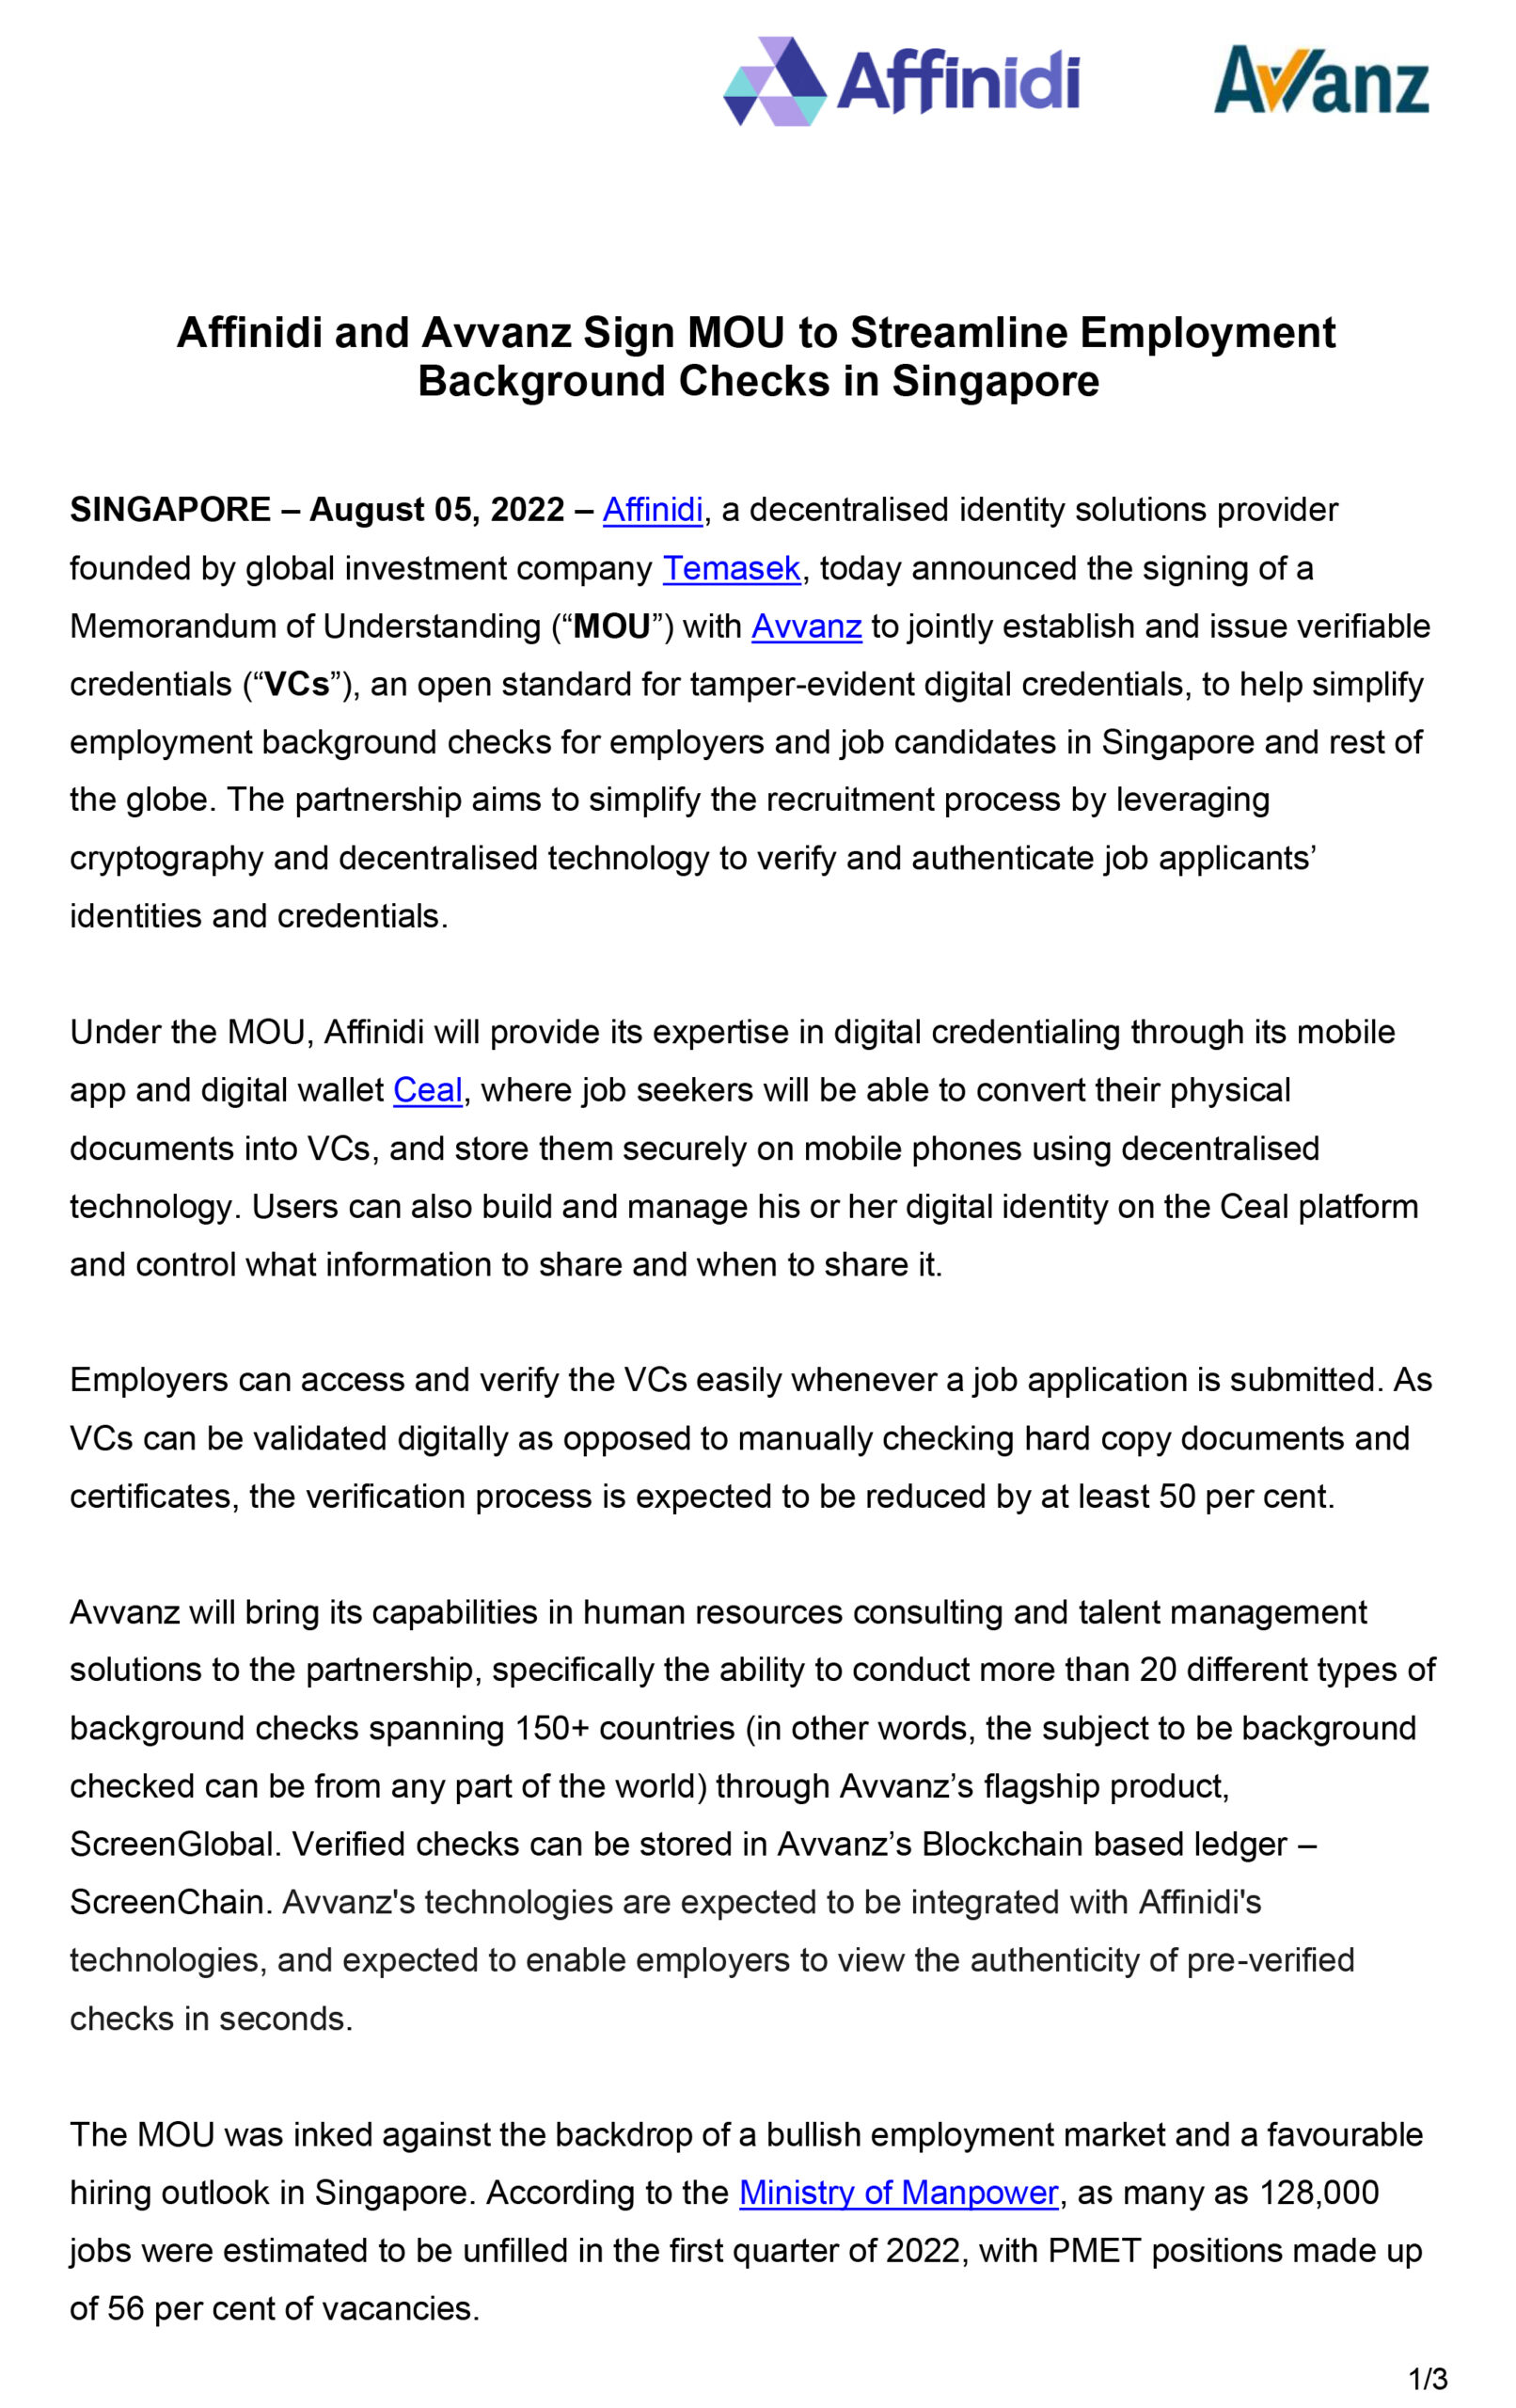 Affinidi
Avvanz
Affinidi and Avvanz Sign MOU to Streamline Employment
Background Checks in Singapore
SINGAPORE – August 05, 2022 – Affinidi, a decentralised identity solutions provider
founded by global investment company Temasek, today announced the signing of a
Memorandum of Understanding (“MOU”) with Avvanz to jointly establish and issue verifiable
credentials (“VCs”), an open standard for tamper-evident digital credentials, to help simplify
employment background checks for employers and job candidates in Singapore and rest of
the globe. The partnership aims to simplify the recruitment process by leveraging
cryptography and decentralised technology to verify and authenticate job applicants’
identities and credentials.
Under the MOU, Affinidi will provide its expertise in digital credentialing through its mobile
app and digital wallet Ceal, where job seekers will be able to convert their physical
documents into VCs, and store them securely on mobile phones using decentralised
technology. Users can also build and manage his or her digital identity on the Ceal platform
and control what information to share and when to share it.
Employers can access and verify the VCs easily whenever a job application is submitted. As
VCs can be validated digitally as opposed to manually checking hard copy documents and
certificates, the verification process is expected to be reduced by at least 50 per cent.
Avvanz will bring its capabilities in human resources consulting and talent management
solutions to the partnership, specifically the ability to conduct more than 20 different types of
background checks spanning 150+ countries (in other words, the subject to be background
checked can be from any part of the world) through Avvanz’s flagship product,
ScreenGlobal. Verified checks can be stored in Avvanz’s Blockchain based ledger –
ScreenChain. Avvanz's technologies are expected to be integrated with Affinidi's
technologies, and expected to enable employers to view the authenticity of pre-verified
checks in seconds.
The MOU was inked against the backdrop of a bullish employment market and a favourable
hiring outlook in Singapore. According to the Ministry of Manpower, as many as 128,000
jobs were estimated to be unfilled in the first quarter of 2022, with PMET positions made up
of 56 per cent of vacancies.
1/3